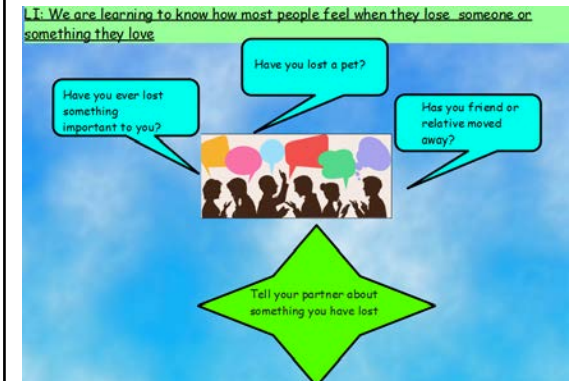 LI: We are learning to know how most people feel when they lose  someone or
something they love
Have you lost a pet?
Have you ever lost
something
important to you?
Has you friend or
relative moved
away?
Tell your partner about
something you have lost